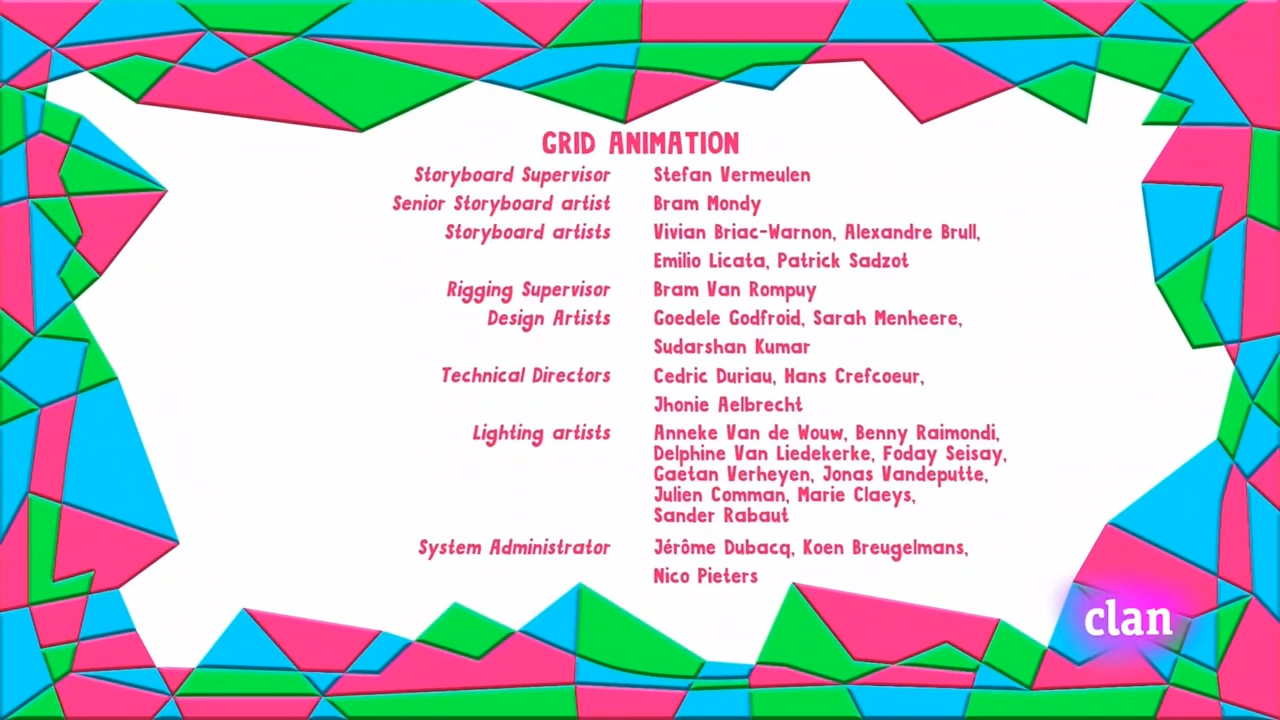 GRID ANIMATION
Storyboard Supervisor Stefan Vermeulen
Senior Storyboard artist Bram Mondy
Storyboard artists Vivian Briac-Warnon, Alexandre Brull,
Emilio Licata, Patrick Sadzot
Rigging Supervisor Bram Van Rompuy
Design Artists Goedele Godfroid, Sarah Menheere,
Sudarshan Kumar
Technical Directors Cedric Duriau, Hans Crefcoeur,
Jhonie Aelbrecht
Lighting artists Anneke Van de Wouw, Benny Raimondi,
Delphine Van Liedekerke, Foday Seisay,
Gaetan Verheyen, Jonas Vandeputte,
Julien Comman, Marie Claeys,
Sander Rabaut
System Administrator Jérôme Dubacq, Koen Breugelmans,
Nico Pieters
clan